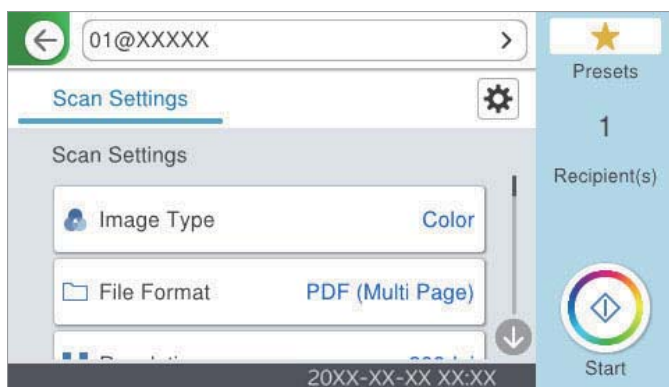 01@XXXXX
Presets
Scan Settings
1
Scan Settings
Recipient(s)
Image Type Color
File Format PDF (Multi Page)
20XX-XX-XX XX:XX
Start